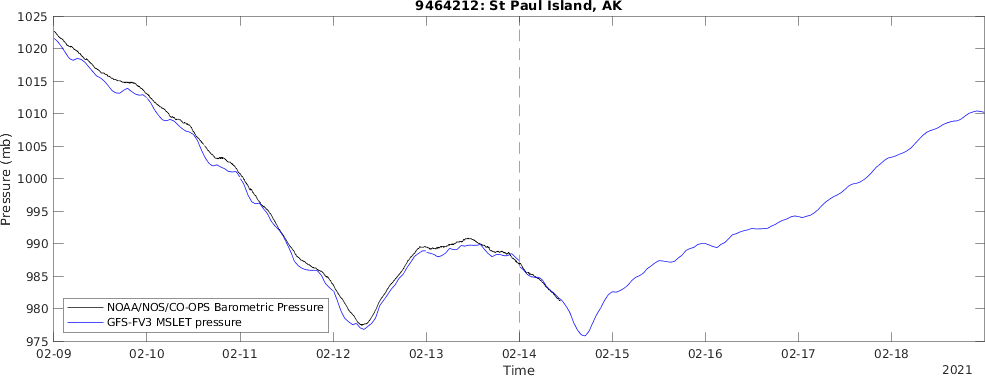 9464212: St Paul Island, AK
Pressure (mb)
1025
1020
1015
1010
1005
1000
995
990
985
980
975
NOAA/NOS/CO-OPS Barometric Pressure
GFS-FV3 MSLET pressure
02-09 02-10 02-11 02-12 02-13 02-14 02-15 02-16 02-17 02-18
Time
2021